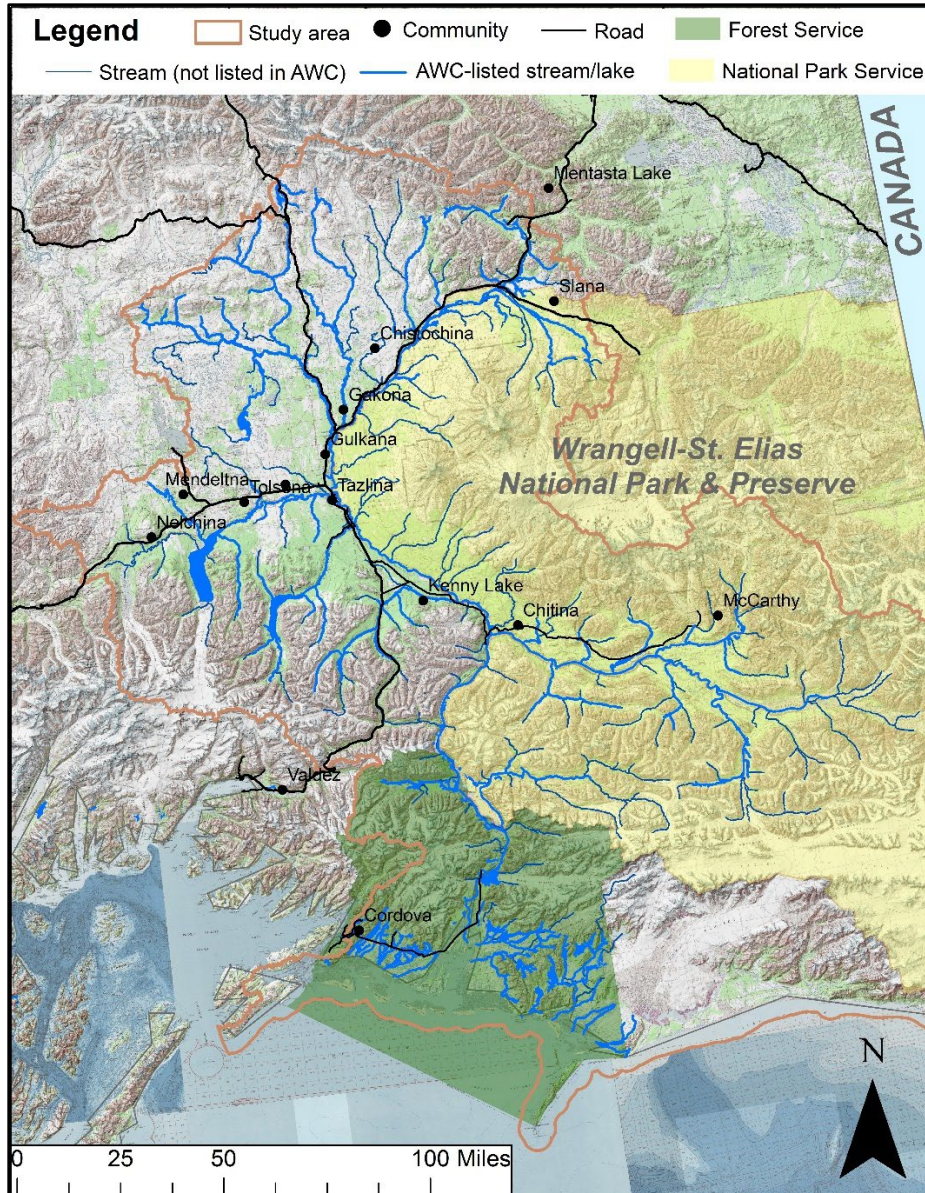 Legend
Study area
Community
Road
Forest Service
Stream (not listed in AWC)
AWC-listed stream/lake
National Park Service
CANADA
Mentasta Lake
Slana
Chistochina
Gakona
Gulkana
Wrangell-St. Elias
National Park & Preserve
Mendeltna
Tolsona
Tazlina
Nelchina
Kenny Lake
Chitina
McCarthy
Valdez
Cordova
N
0 25 50 100 Miles